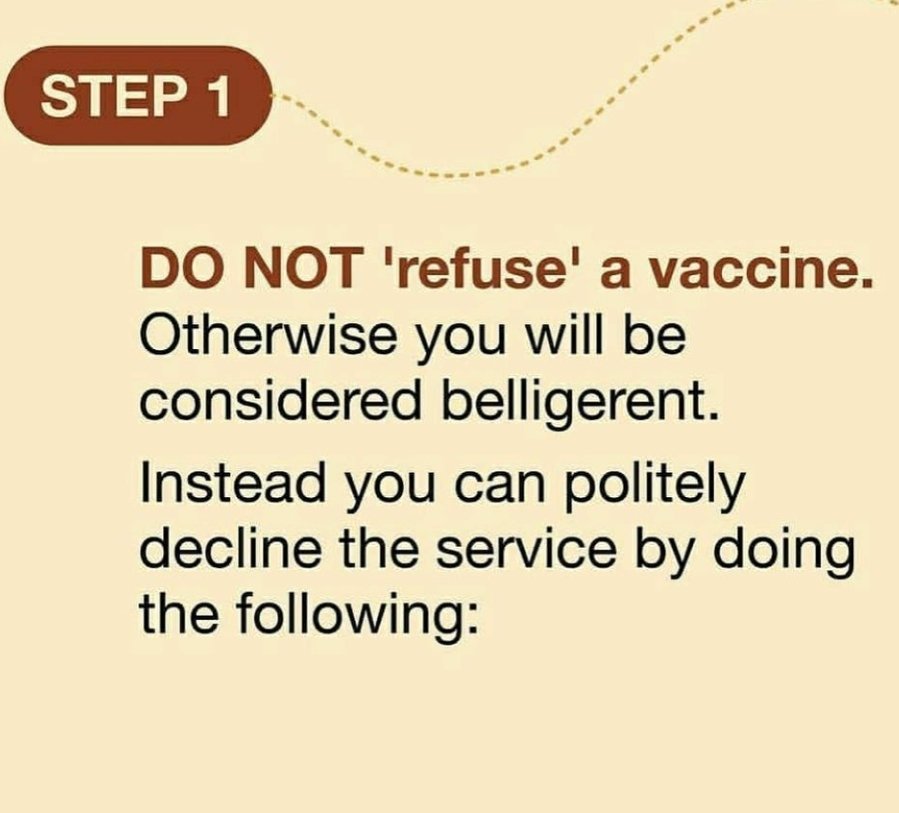 STEP 1
DO NOT 'refuse' a vaccine.
Otherwise you will be
considered belligerent.
Instead you can politely
decline the service by doing
the following: